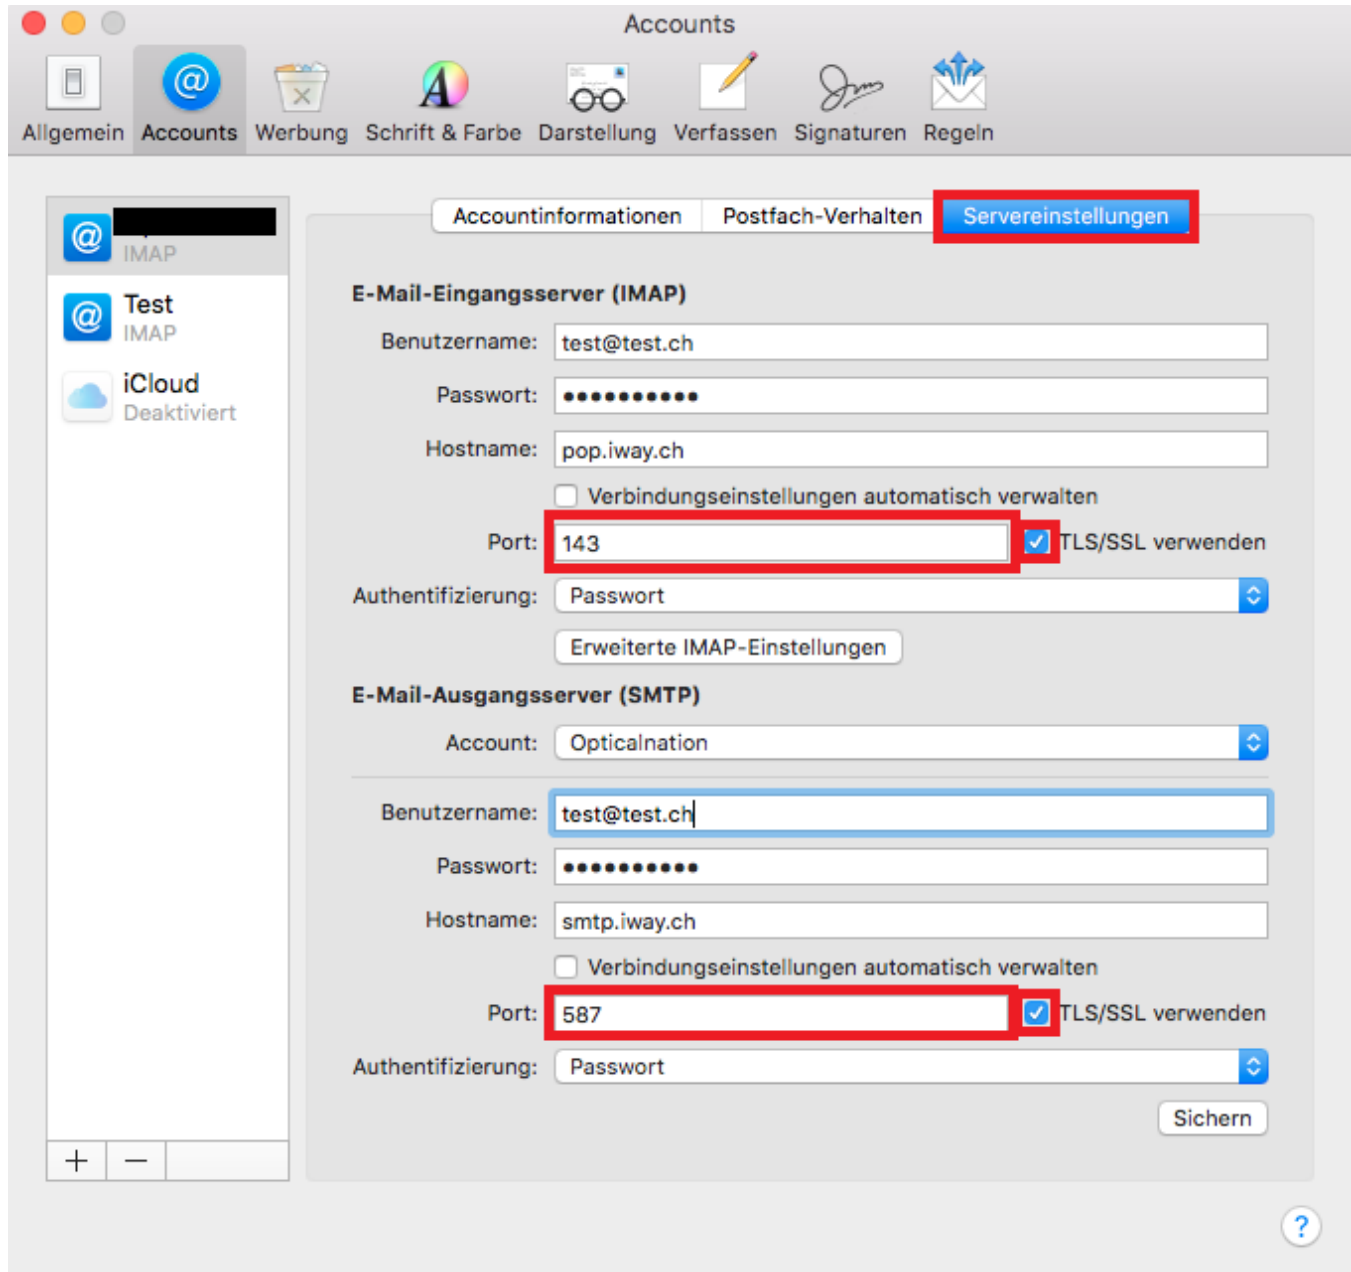 Accounts
Allgemein Accounts Werbung Schrift & Farbe Darstellung Verfassen Signaturen Regeln
IMAP
Test
IMAP
iCloud
Deaktiviert
Accountinformationen Postfach-Verhalten Servereinstellungen
E-Mail-Eingangsserver (IMAP)
Benutzername: test@test.ch
Passwort: ••••••••••
Hostname: pop.iway.ch
Verbindungseinstellungen automatisch verwalten
Port: 143 TLS/SSL verwenden
Authentifizierung: Passwort
Erweiterte IMAP-Einstellungen
E-Mail-Ausgangsserver (SMTP)
Account: Opticalnation
Benutzername: test@test.ch
Passwort: ••••••••••
Hostname: smtp.iway.ch
Verbindungseinstellungen automatisch verwalten
Port: 587 TLS/SSL verwenden
Authentifizierung: Passwort
Sichern
+ −
?